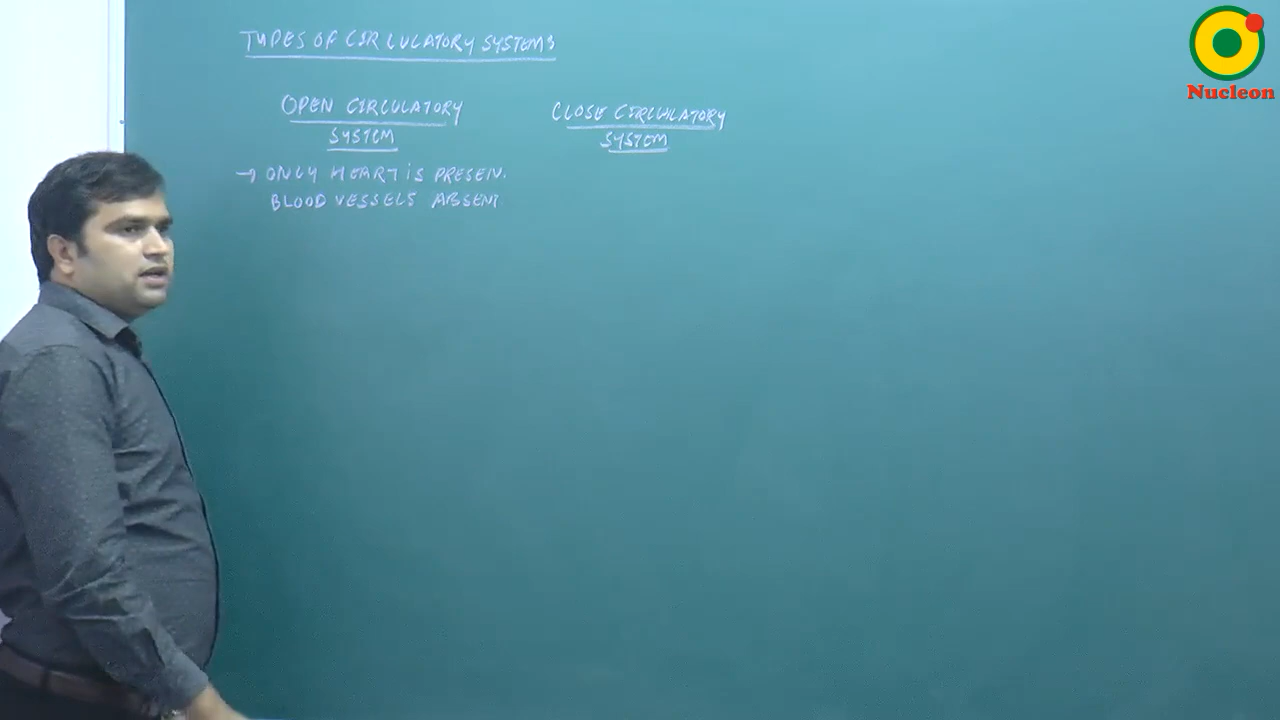 TYPES OF CIRCULATORY SYSTEMS
OPEN CIRCULATORY
SYSTEM
CLOSE CIRCULATORY
SYSTEM
→ ONLY HEART IS PRESEN.
BLOOD VESSELS ABSENT
Nucleon